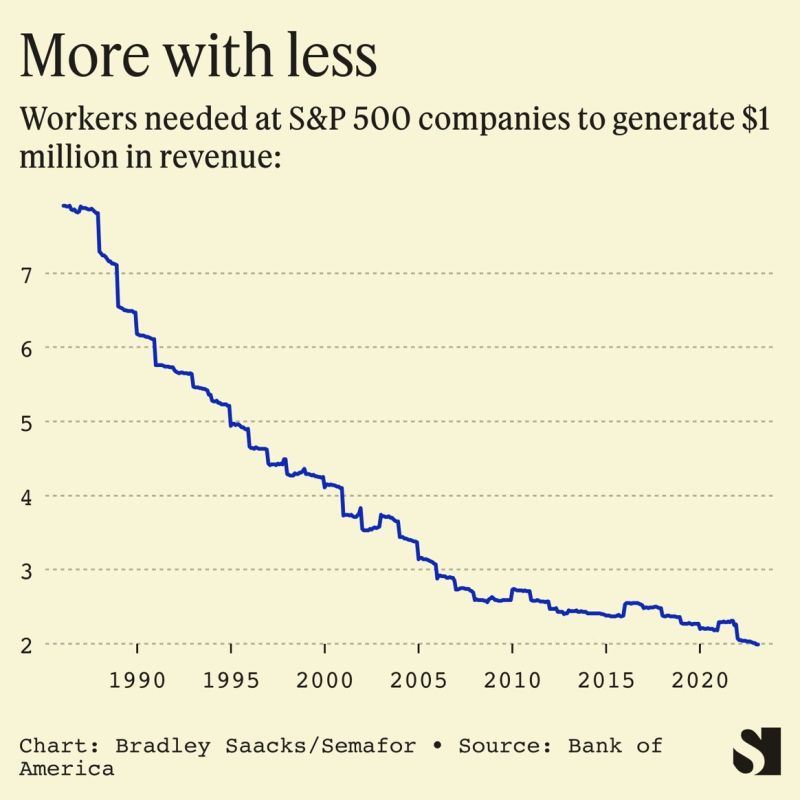 More with less
Workers needed at S&P 500 companies to generate $1
million in revenue:
7
6
5
4
3
2
1990 1995 2000 2005 2010 2015 2020
Chart: Bradley Saacks/Semafor • Source: Bank of
America
S